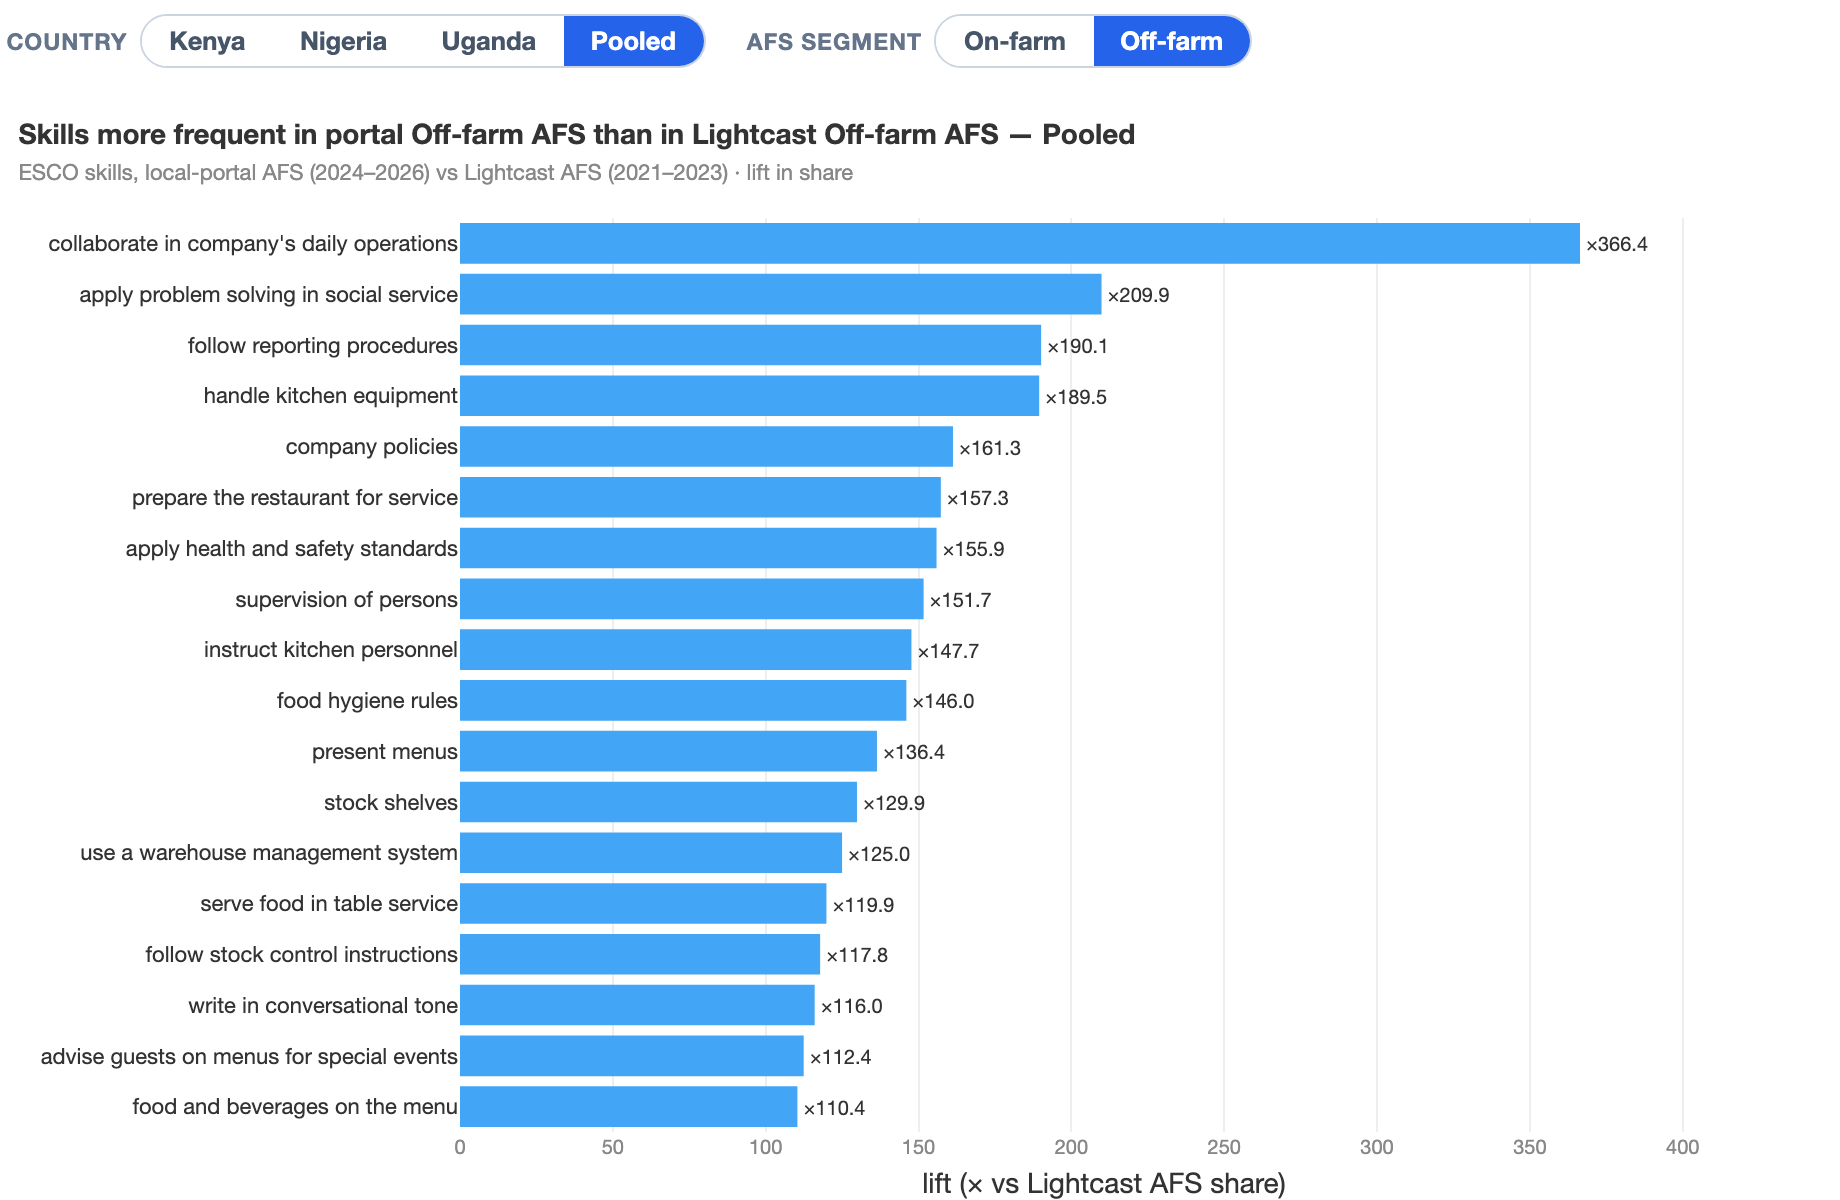 COUNTRY Kenya Nigeria Uganda Pooled AFS SEGMENT On-farm Off-farm
Skills more frequent in portal Off-farm AFS than in Lightcast Off-farm AFS — Pooled
ESCO skills, local-portal AFS (2024–2026) vs Lightcast AFS (2021–2023) · lift in share
collaborate in company's daily operations ×366.4
apply problem solving in social service ×209.9
follow reporting procedures ×190.1
handle kitchen equipment ×189.5
company policies ×161.3
prepare the restaurant for service ×157.3
apply health and safety standards ×155.9
supervision of persons ×151.7
instruct kitchen personnel ×147.7
food hygiene rules ×146.0
present menus ×136.4
stock shelves ×129.9
use a warehouse management system ×125.0
serve food in table service ×119.9
follow stock control instructions ×117.8
write in conversational tone ×116.0
advise guests on menus for special events ×112.4
food and beverages on the menu ×110.4
0 50 100 150 200 250 300 350 400
lift (× vs Lightcast AFS share)